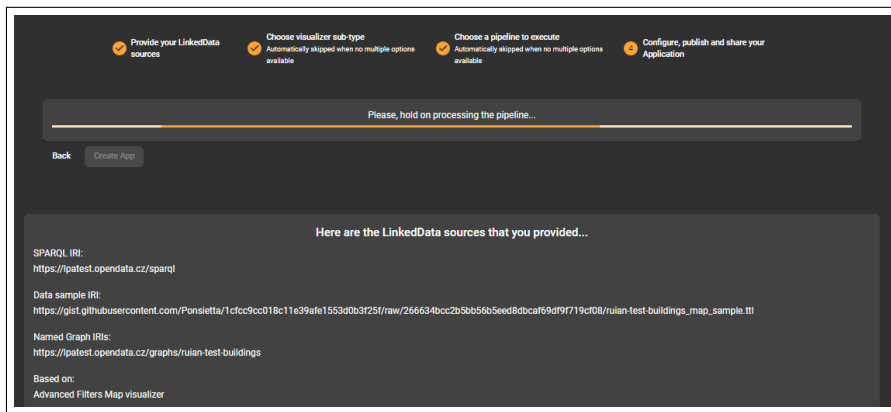 Provide your LinkedData
sources
Choose visualizer sub-type
Automatically skipped when no multiple options
available
Choose a pipeline to execute
Automatically skipped when no multiple options
available
4
Configure, publish and share your
Application
Please, hold on processing the pipeline...
Back
Create App
Here are the LinkedData sources that you provided...
SPARQL IRI:
https://lpatest.opendata.cz/sparql
Data sample IRI:
https://gist.githubusercontent.com/Ponsietta/1cfcc9cc018c11e39afe1553d0b3f25f/raw/266634bcc2b5bb56b5eed8dbcaf69df9f719cf08/ruian-test-buildings_map_sample.ttl
Named Graph IRIs:
https://lpatest.opendata.cz/graphs/ruian-test-buildings
Based on:
Advanced Filters Map visualizer